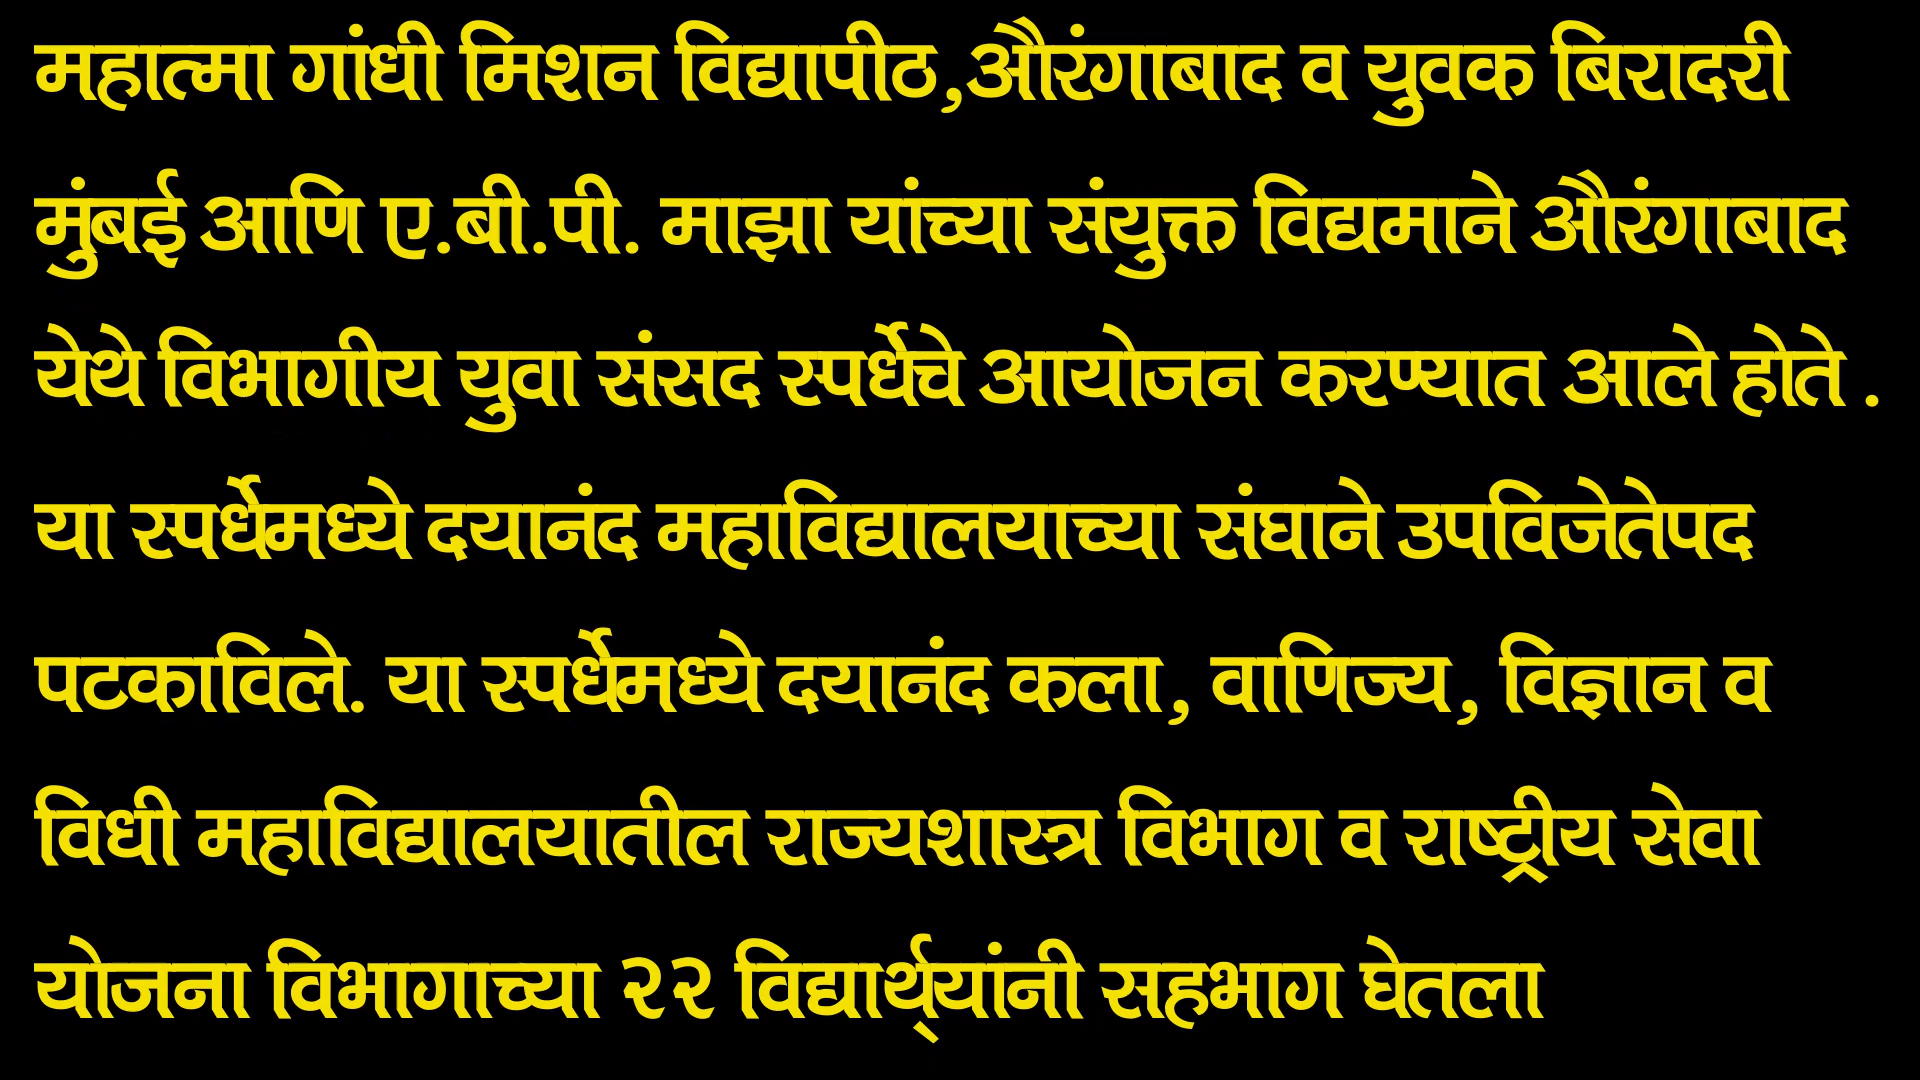 महात्मा गांधी मिशन विद्यापीठ,औरंगाबाद व युवक बिरादरी
मुंबई आणि ए.बी.पी. माझा यांच्या संयुक्त विद्यमाने औरंगाबाद
येथे विभागीय युवा संसद स्पर्धेचे आयोजन करण्यात आले होते .
या स्पर्धेमध्ये दयानंद महाविद्यालयाच्या संघाने उपविजेतेपद
पटकाविले. या स्पर्धेमध्ये दयानंद कला, वाणिज्य, विज्ञान व
विधी महाविद्यालयातील राज्यशास्त्र विभाग व राष्ट्रीय सेवा
योजना विभागाच्या २२ विद्यार्थ्यांनी सहभाग घेतला